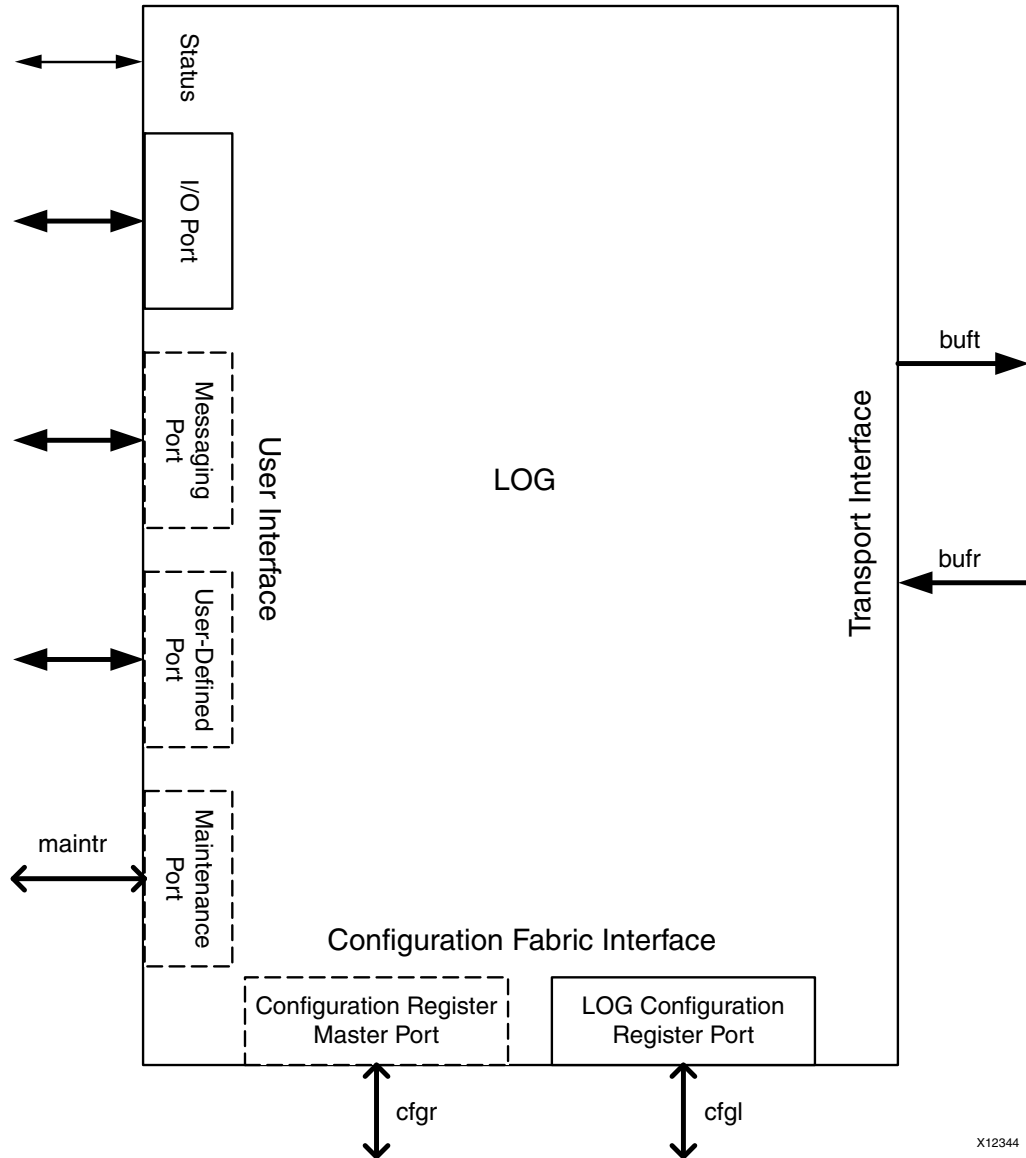 Status
I/O Port
Messaging
Port
User-Defined
Port
maintr
Maintenance
Port
User Interface
LOG
Transport Interface
buft
bufr
Configuration Fabric Interface
Configuration Register
Master Port
LOG Configuration
Register Port
cfgr
cfgl
X12344